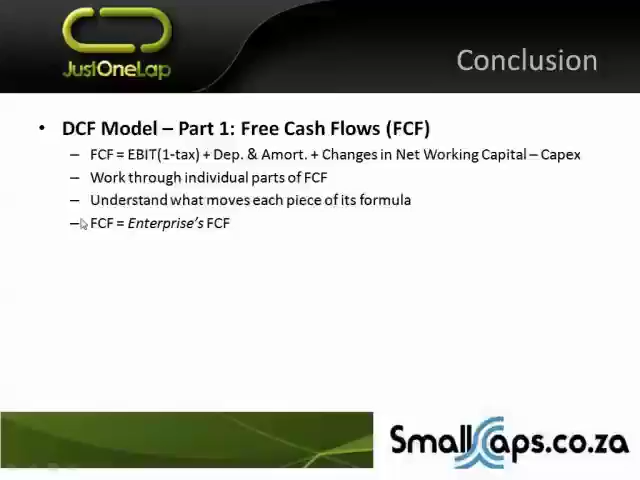 JustOneLap
Conclusion
• DCF Model – Part 1: Free Cash Flows (FCF)
– FCF = EBIT(1-tax) + Dep. & Amort. + Changes in Net Working Capital – Capex
– Work through individual parts of FCF
– Understand what moves each piece of its formula
– FCF = Enterprise's FCF
SmallCaps.co.za